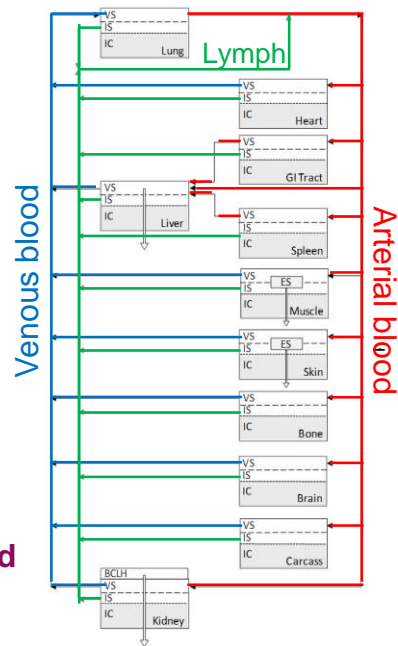 VS
IS
IC
Lung
Lymph
VS
IS
IC
Heart
VS
IS
IC
GI Tract
VS
IS
IC
Liver
VS
IS
IC
Spleen
Venous blood
Arterial blood
VS
ES
IS
IC
Muscle
VS
ES
IS
IC
Skin
VS
IS
IC
Bone
VS
IS
IC
Brain
VS
IS
IC
Carcass
d
BCLH
VS
IS
IC
Kidney